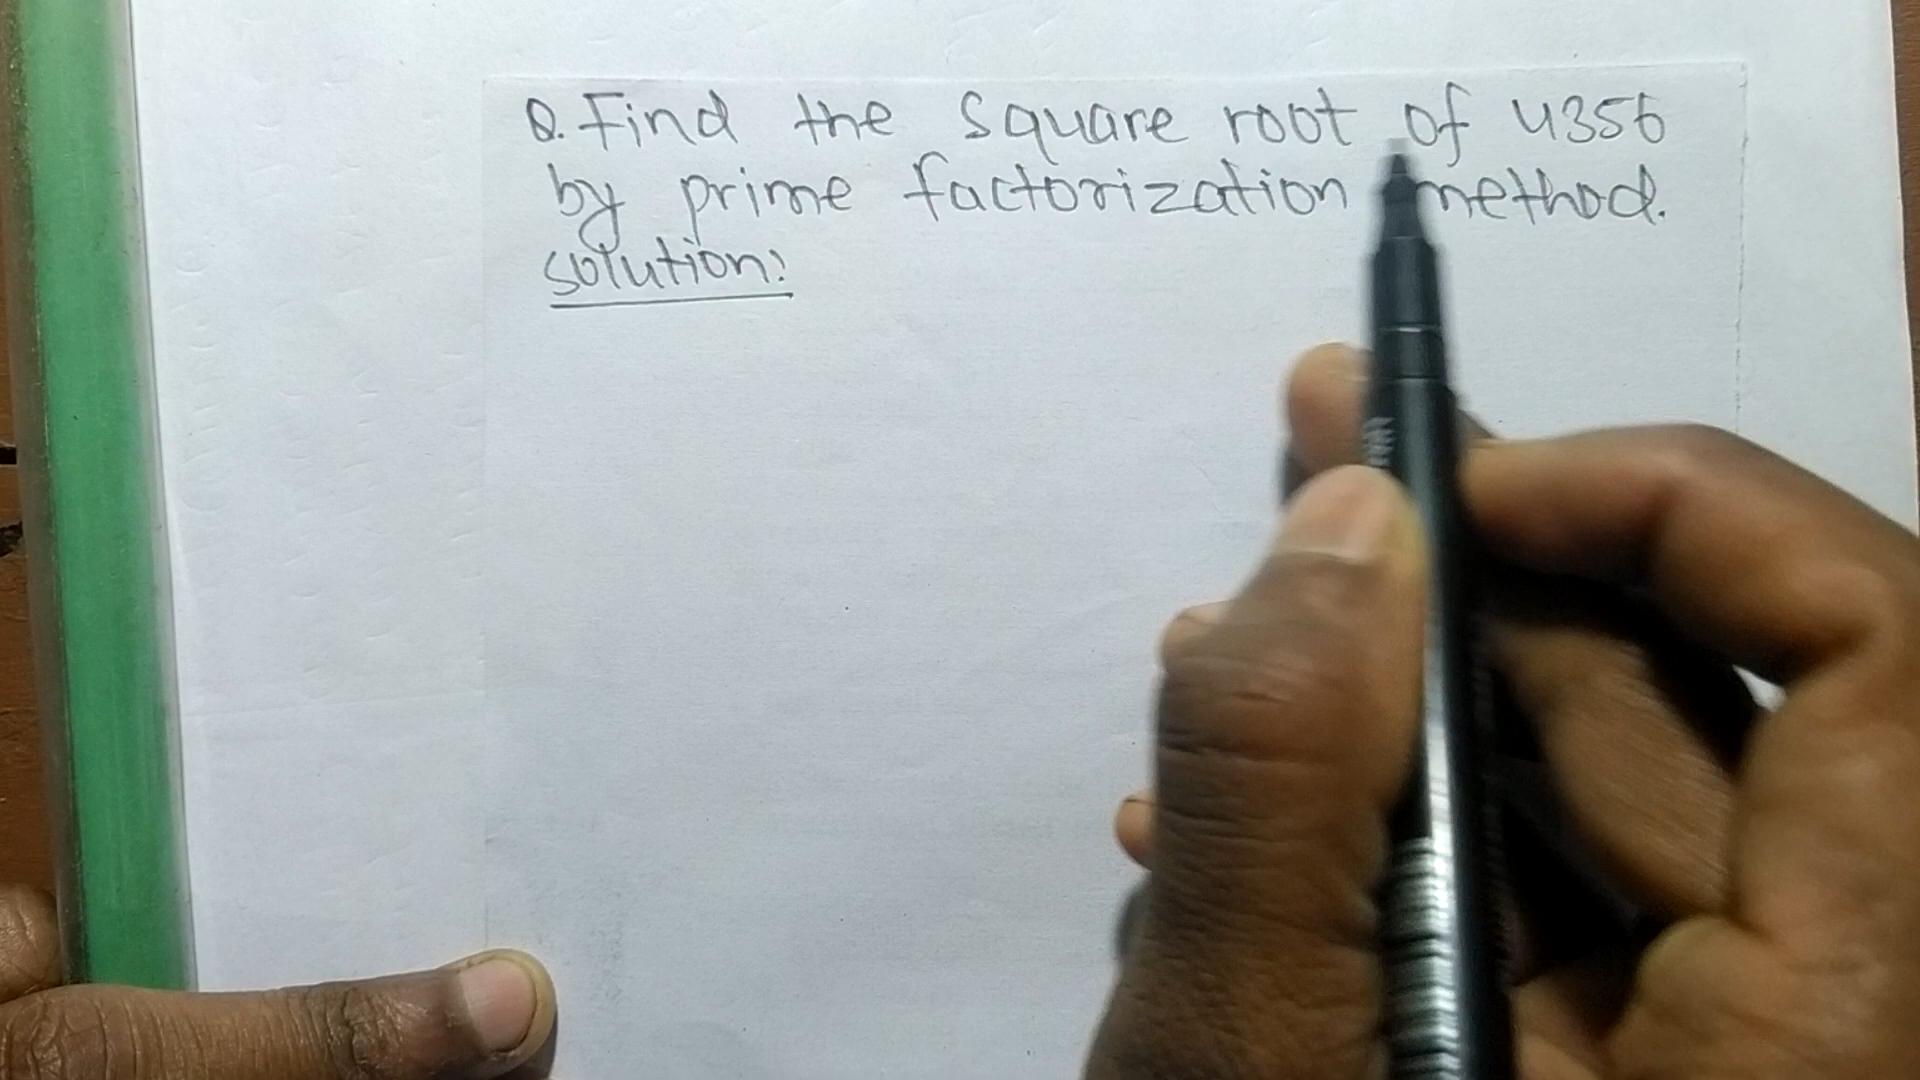 Q. Find the square root of 4356
by prime factorization method.
solution: